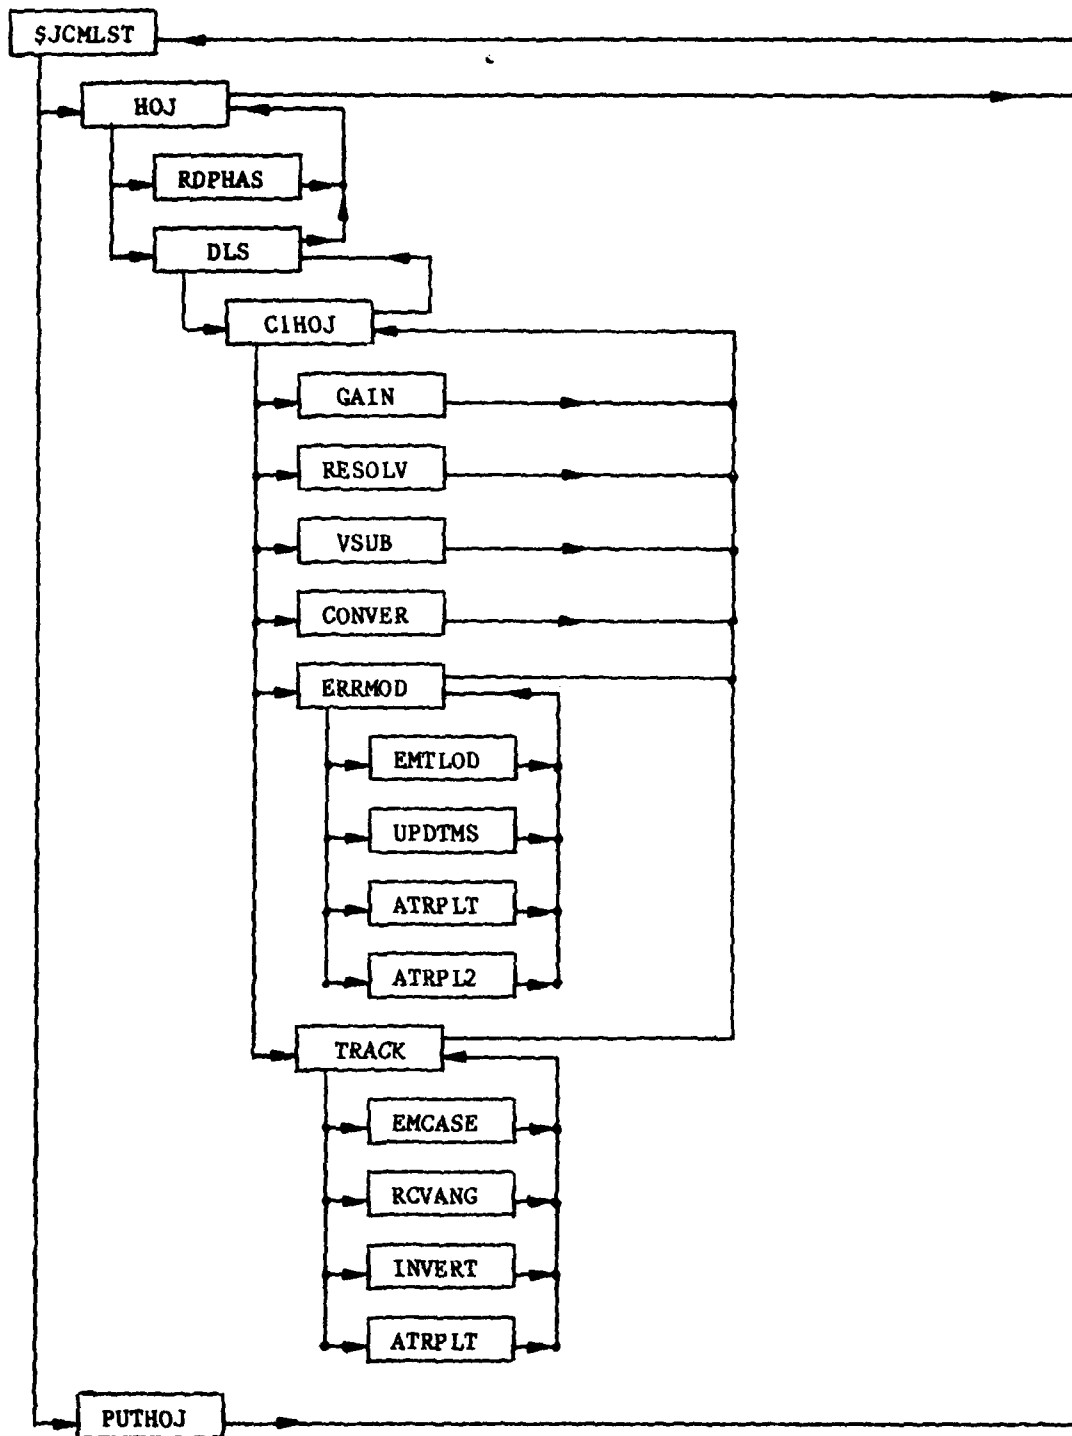 $JCMLST
HOJ
RDPHAS
DLS
C1HOJ
GAIN
RESOLV
VSUB
CONVER
ERRMOD
EMTLOD
UPDTMS
ATRPLT
ATRPL2
TRACK
EMCASE
RCVANG
INVERT
ATRPLT
PUTHOJ